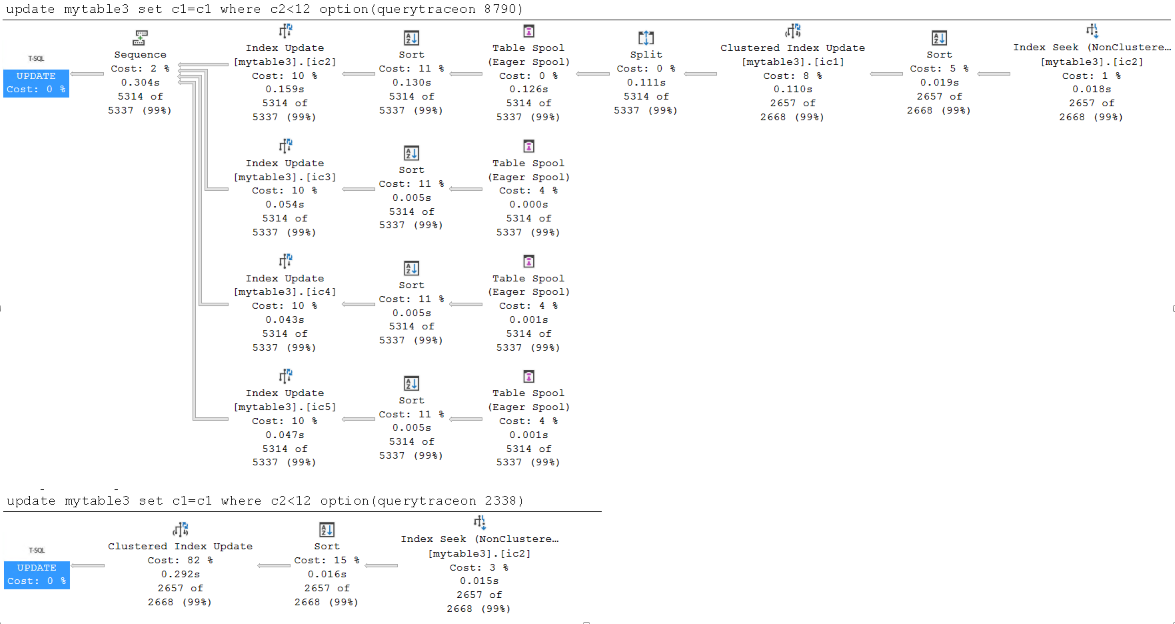 update mytable3 set c1=c1 where c2<12 option(querytraceon 8790)
T-SQL
UPDATE
Cost: 0 %
Sequence
Cost: 2 %
0.304s
5314 of
5337 (99%)
Index Update
[mytable3].[ic2]
Cost: 10 %
0.159s
5314 of
5337 (99%)
Sort
Cost: 11 %
0.130s
5314 of
5337 (99%)
Table Spool
(Eager Spool)
Cost: 0 %
0.126s
5314 of
5337 (99%)
Split
Cost: 0 %
0.111s
5314 of
5337 (99%)
Clustered Index Update
[mytable3].[ic1]
Cost: 8 %
0.110s
2657 of
2668 (99%)
Sort
Cost: 5 %
0.019s
2657 of
2668 (99%)
Index Seek (NonClustere…
[mytable3].[ic2]
Cost: 1 %
0.018s
2657 of
2668 (99%)
Index Update
[mytable3].[ic3]
Cost: 10 %
0.054s
5314 of
5337 (99%)
Sort
Cost: 11 %
0.005s
5314 of
5337 (99%)
Table Spool
(Eager Spool)
Cost: 4 %
0.000s
5314 of
5337 (99%)
Index Update
[mytable3].[ic4]
Cost: 10 %
0.043s
5314 of
5337 (99%)
Sort
Cost: 11 %
0.005s
5314 of
5337 (99%)
Table Spool
(Eager Spool)
Cost: 4 %
0.001s
5314 of
5337 (99%)
Index Update
[mytable3].[ic5]
Cost: 10 %
0.047s
5314 of
5337 (99%)
Sort
Cost: 11 %
0.005s
5314 of
5337 (99%)
Table Spool
(Eager Spool)
Cost: 4 %
0.001s
5314 of
5337 (99%)
update mytable3 set c1=c1 where c2<12 option(querytraceon 2338)
T-SQL
UPDATE
Cost: 0 %
Clustered Index Update
Cost: 82 %
0.292s
2657 of
2668 (99%)
Sort
Cost: 15 %
0.016s
2657 of
2668 (99%)
Index Seek (NonClustere…
[mytable3].[ic2]
Cost: 3 %
0.015s
2657 of
2668 (99%)